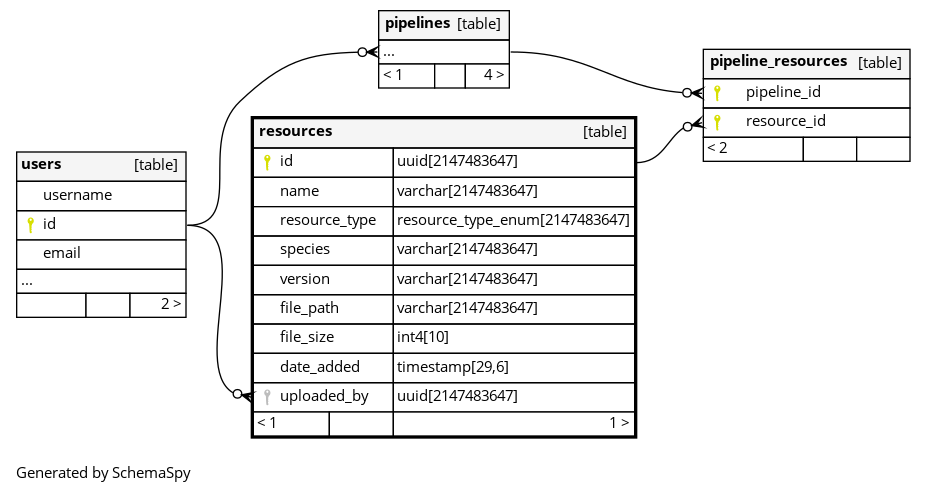 pipelines [table]
...
< 1 4 >
pipeline_resources [table]
pipeline_id
resource_id
< 2
resources [table]
id uuid[2147483647]
name varchar[2147483647]
resource_type resource_type_enum[2147483647]
species varchar[2147483647]
version varchar[2147483647]
file_path varchar[2147483647]
file_size int4[10]
date_added timestamp[29,6]
uploaded_by uuid[2147483647]
< 1 1 >
users [table]
username
id
email
...
2 >
Generated by SchemaSpy